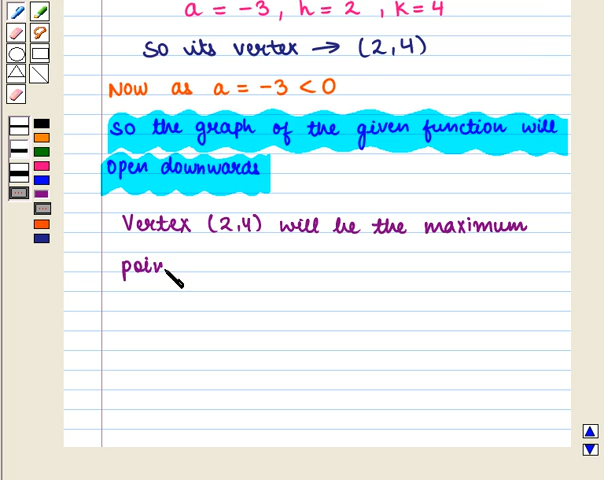 a = -3, h = 2, k = 4
So its vertex → (2,4)
Now as a = -3 < 0
So the graph of the given function will
open downwards
Vertex (2,4) will be the maximum
poin